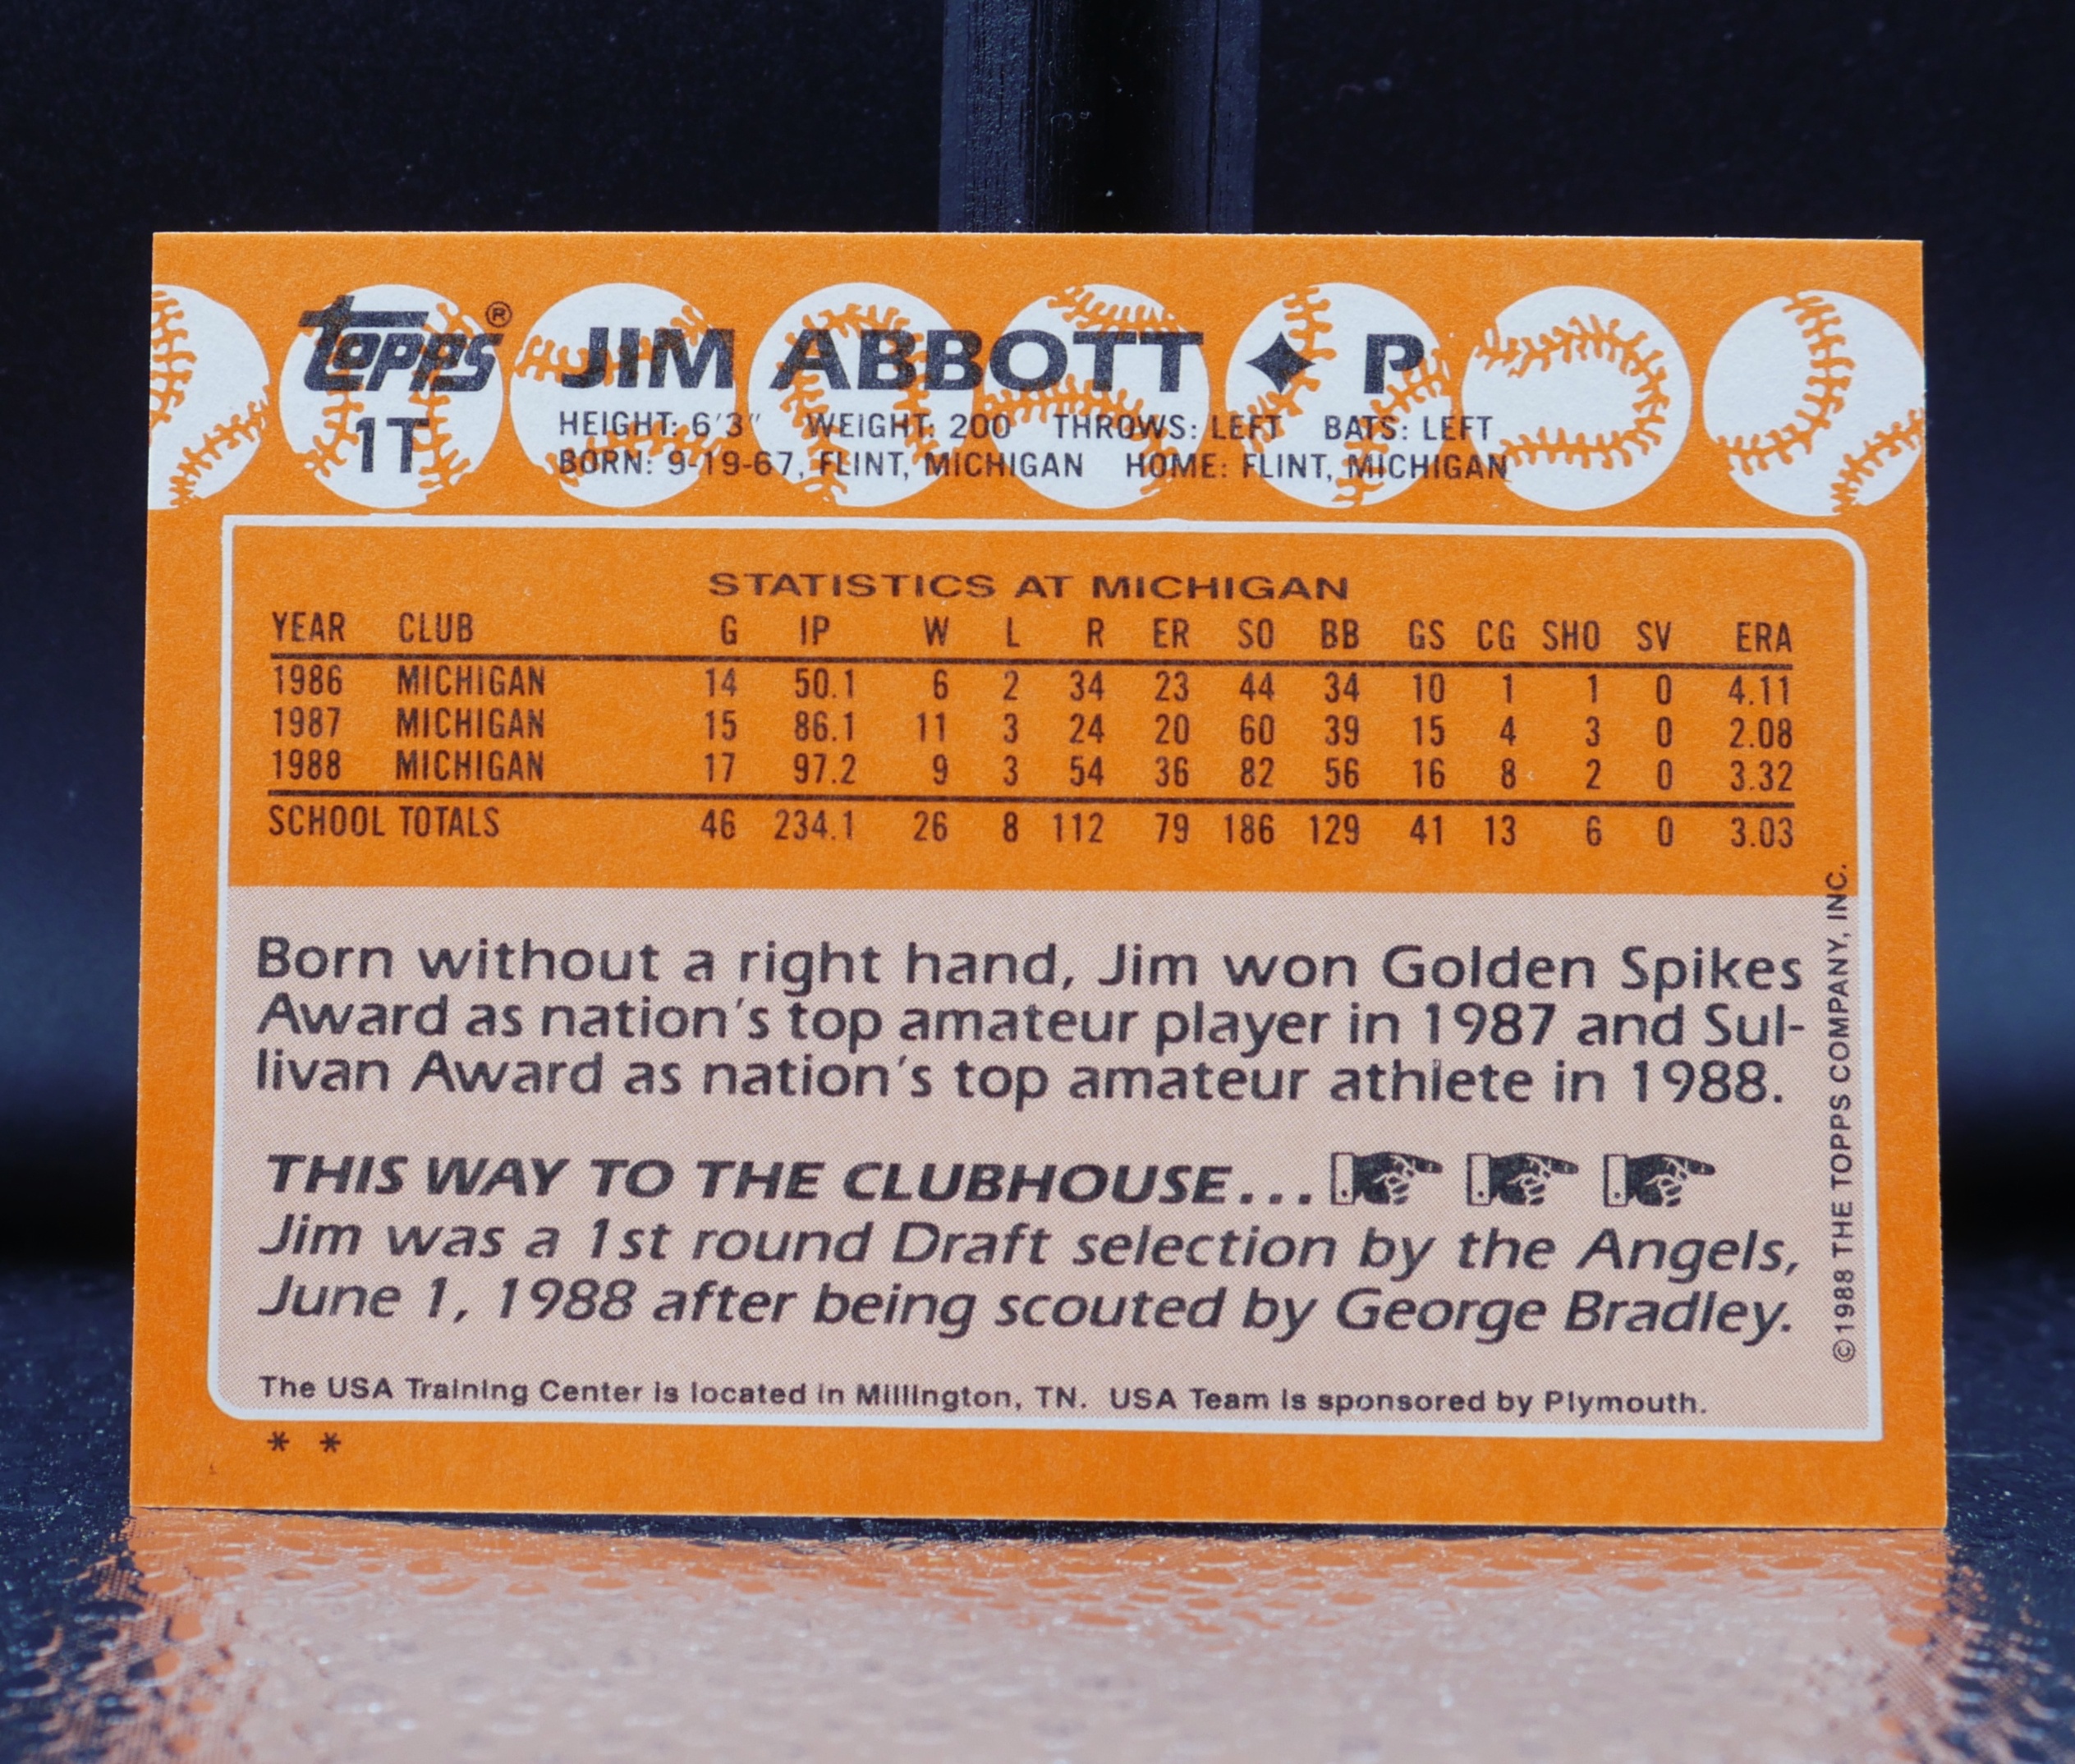 topps®
1T
JIM ABBOTT ✦ P
HEIGHT: 6'3" WEIGHT: 200 THROWS: LEFT BATS: LEFT
BORN: 9-19-67, FLINT, MICHIGAN HOME: FLINT, MICHIGAN
STATISTICS AT MICHIGAN
YEAR CLUB G IP W L R ER SO BB GS CG SHO SV ERA
1986 MICHIGAN 14 50.1 6 2 34 23 44 34 10 1 1 0 4.11
1987 MICHIGAN 15 86.1 11 3 24 20 60 39 15 4 3 0 2.08
1988 MICHIGAN 17 97.2 9 3 54 36 82 56 16 8 2 0 3.32
SCHOOL TOTALS 46 234.1 26 8 112 79 186 129 41 13 6 0 3.03
Born without a right hand, Jim won Golden Spikes
Award as nation's top amateur player in 1987 and Sul-
livan Award as nation's top amateur athlete in 1988.
THIS WAY TO THE CLUBHOUSE...
Jim was a 1st round Draft selection by the Angels,
June 1, 1988 after being scouted by George Bradley.
The USA Training Center is located in Millington, TN. USA Team is sponsored by Plymouth.
* *
©1988 THE TOPPS COMPANY, INC.